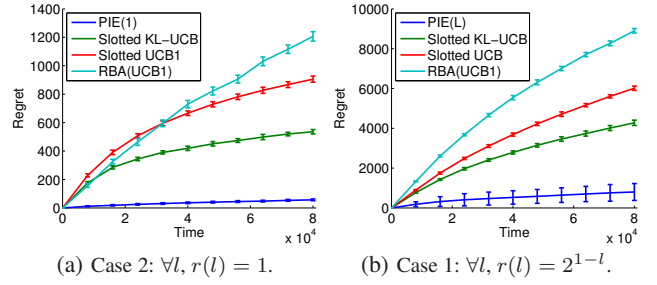 1400
1200
1000
800
600
400
200
0
Regret
PIE(1)
Slotted KL-UCB
Slotted UCB1
RBA(UCB1)
0 2 4 6 8
Time
x 10^4
(a) Case 2: ∀l, r(l) = 1.
10000
8000
6000
4000
2000
0
Regret
PIE(L)
Slotted KL-UCB
Slotted UCB
RBA(UCB1)
0 2 4 6 8
Time
x 10^4
(b) Case 1: ∀l, r(l) = 2^{1−l}.